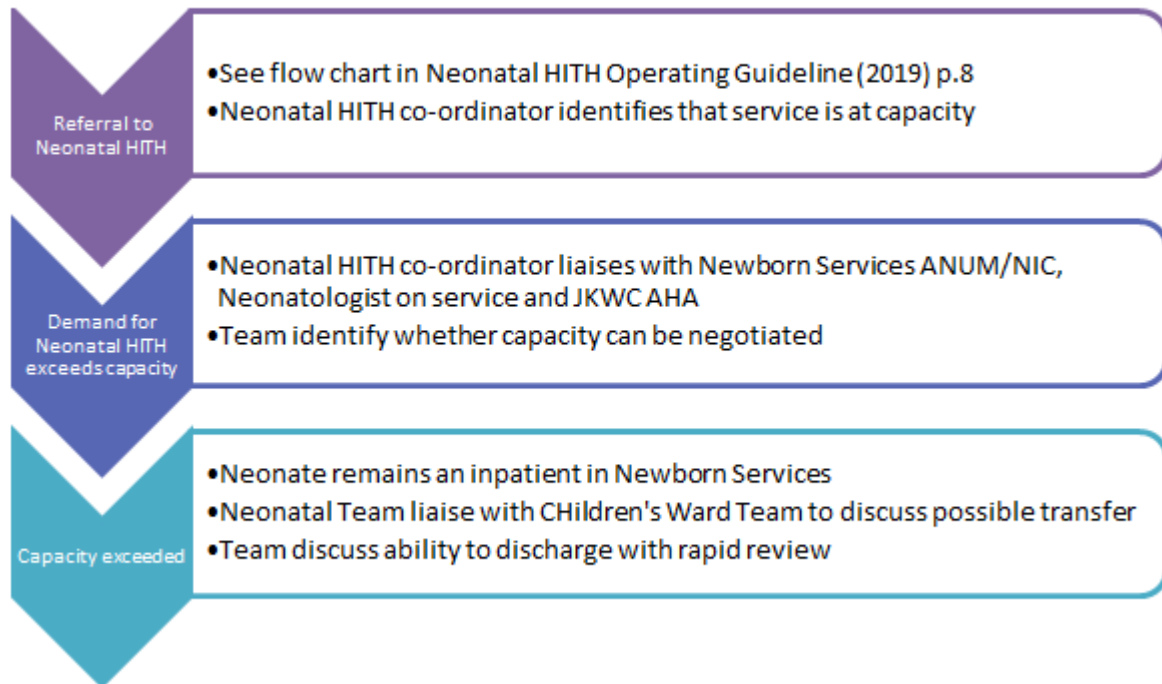 Referral to
Neonatal HITH
•See flow chart in Neonatal HITH Operating Guideline (2019) p.8
•Neonatal HITH co-ordinator identifies that service is at capacity
Demand for
Neonatal HITH
exceeds capacity
•Neonatal HITH co-ordinator liaises with Newborn Services ANUM/NIC,
Neonatologist on service and JKWC AHA
•Team identify whether capacity can be negotiated
Capacity exceeded
•Neonate remains an inpatient in Newborn Services
•Neonatal Team liaise with CHildren's Ward Team to discuss possible transfer
•Team discuss ability to discharge with rapid review